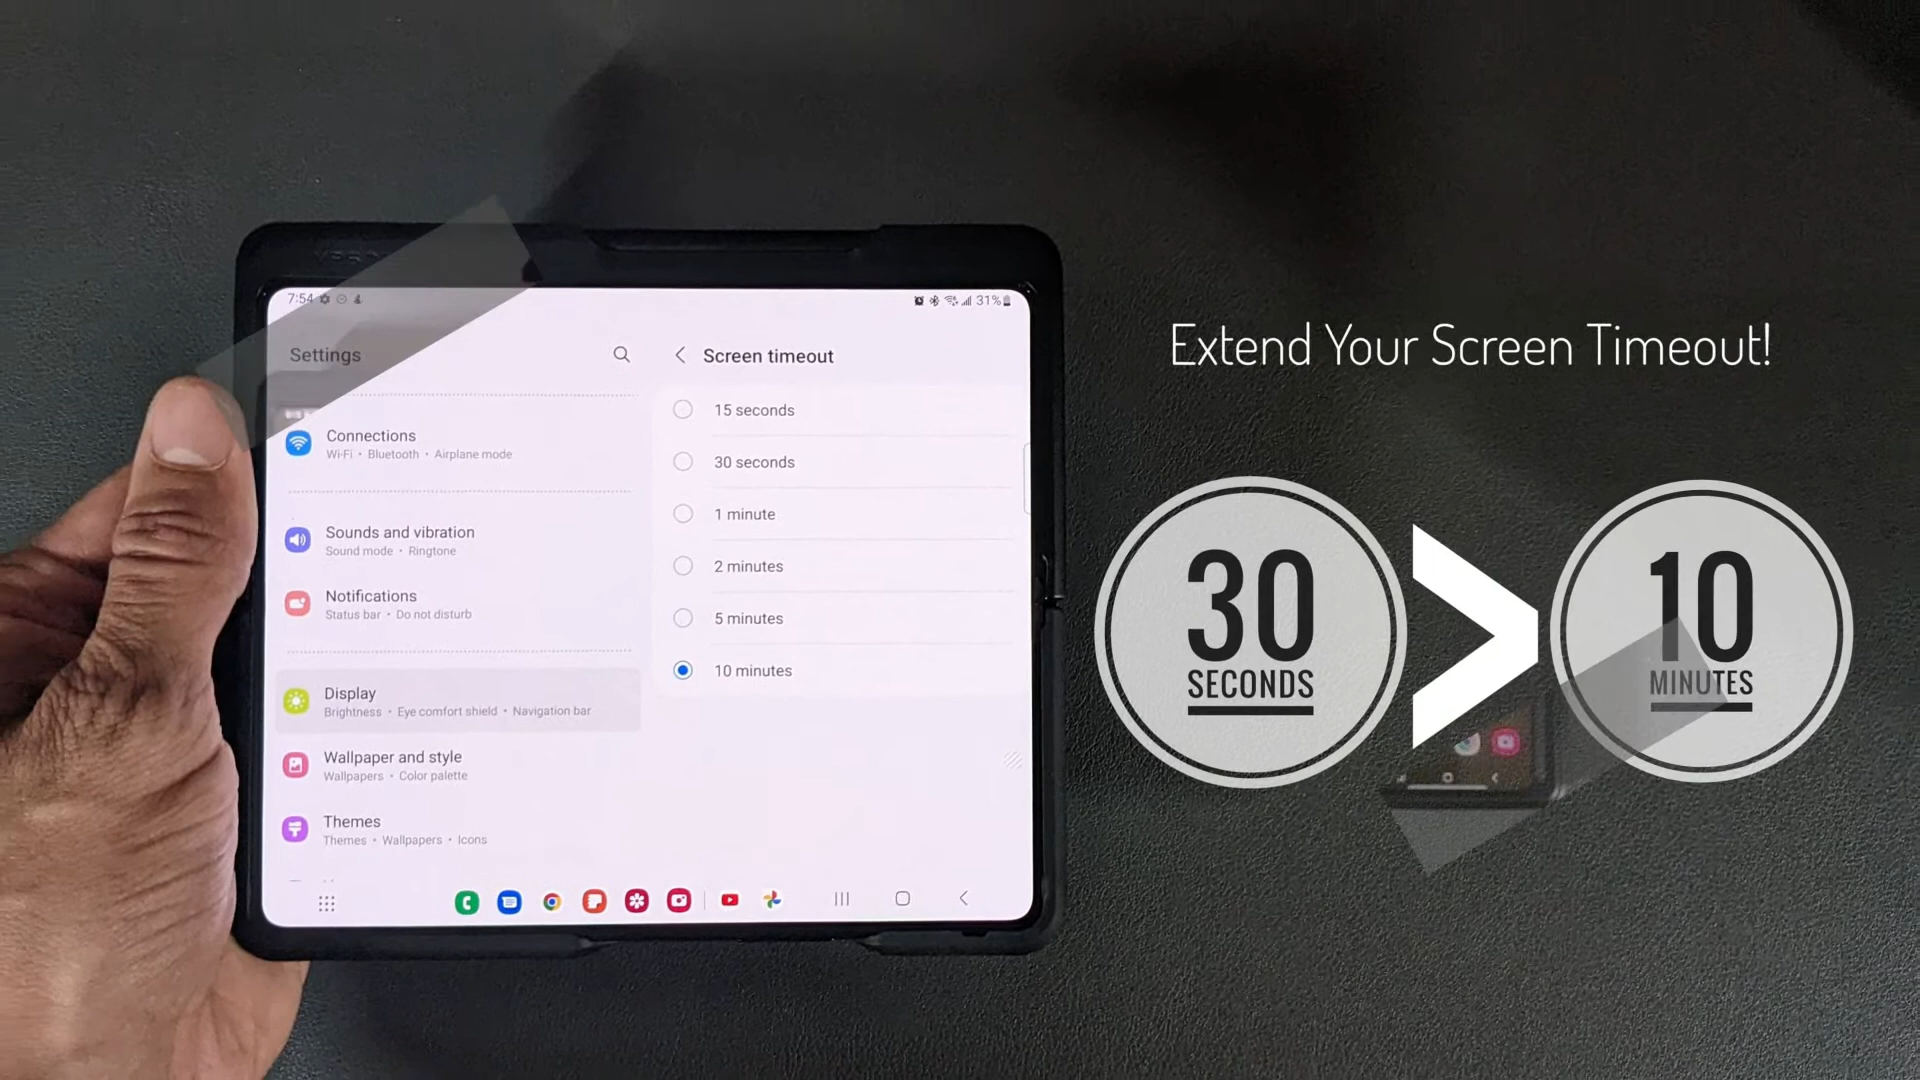 7:54
31%
Settings
Screen timeout
Connections
Wi-Fi • Bluetooth • Airplane mode
Sounds and vibration
Sound mode • Ringtone
Notifications
Status bar • Do not disturb
Display
Brightness • Eye comfort shield • Navigation bar
Wallpaper and style
Wallpapers • Color palette
Themes
Themes • Wallpapers • Icons
15 seconds
30 seconds
1 minute
2 minutes
5 minutes
10 minutes
Extend Your Screen Timeout!
30
SECONDS
>
10
MINUTES